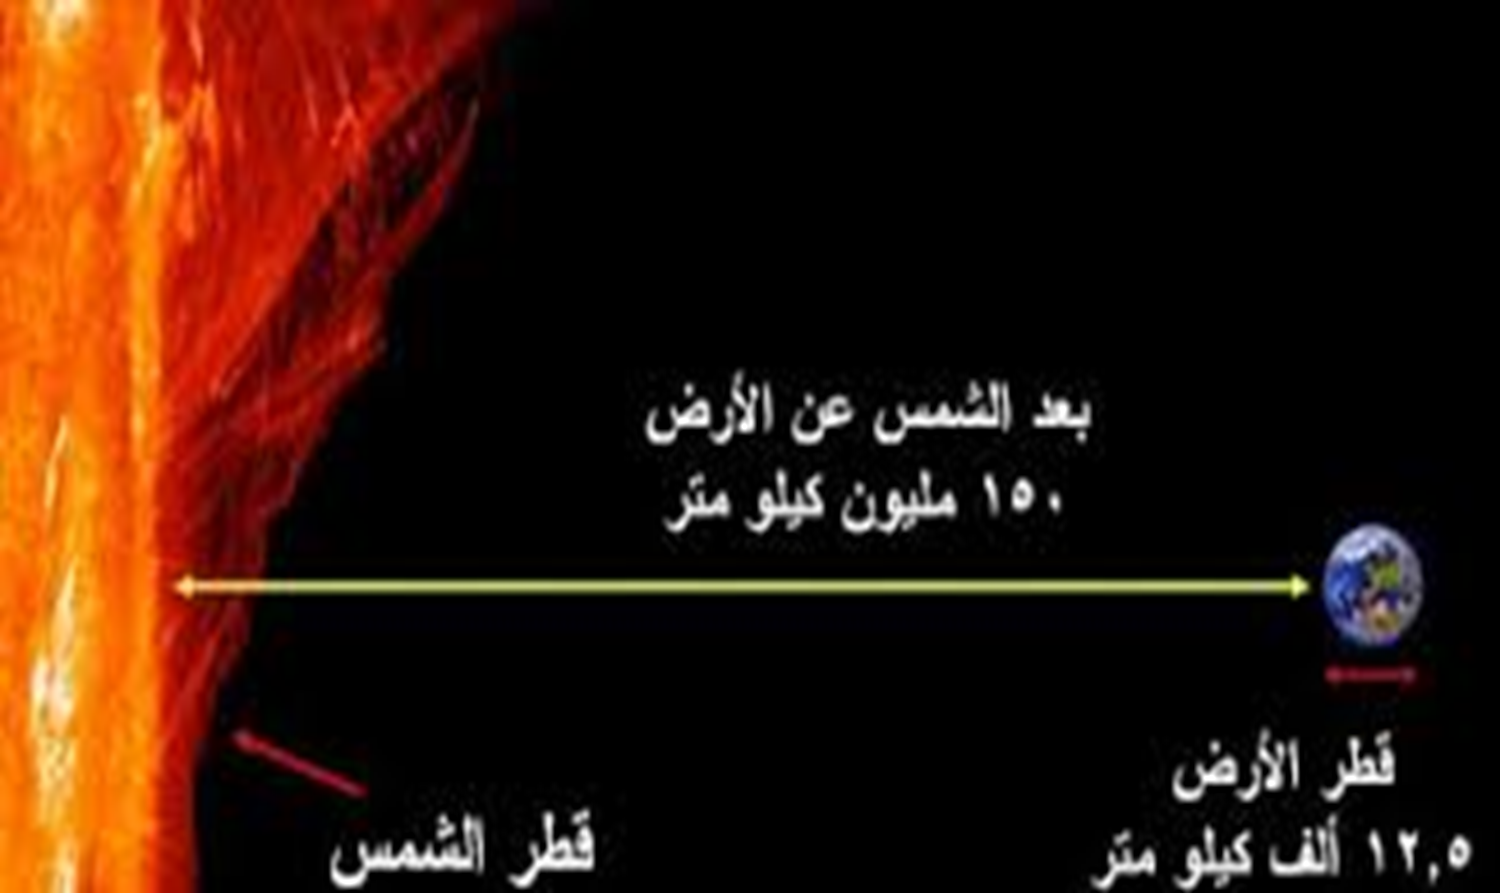 بعد الشمس عن الأرض
١٥٠ مليون كيلو متر
قطر الأرض
١٢,٥ ألف كيلو متر
قطر الشمس